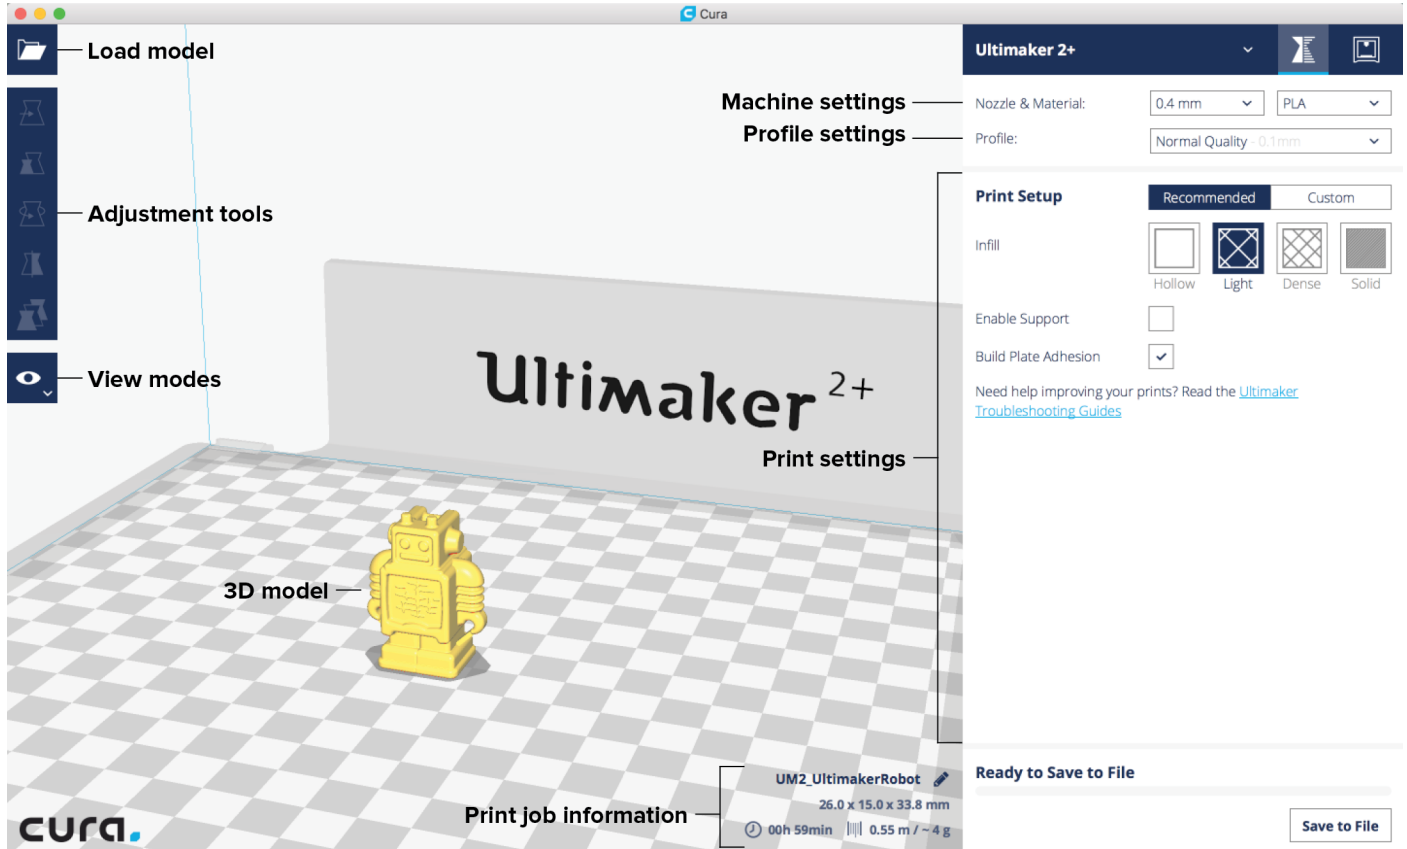 Cura
Load model
Adjustment tools
View modes
Machine settings
Profile settings
Print settings
3D model
Print job information
Ultimaker 2+
UM2_UltimakerRobot
26.0 x 15.0 x 33.8 mm
00h 59min 0.55 m / ~ 4 g
cura.
Ultimaker 2+
Nozzle & Material: 0.4 mm PLA
Profile: Normal Quality - 0.1mm
Print Setup Recommended Custom
Infill
Hollow Light Dense Solid
Enable Support
Build Plate Adhesion
Need help improving your prints? Read the Ultimaker
Troubleshooting Guides
Ready to Save to File
Save to File